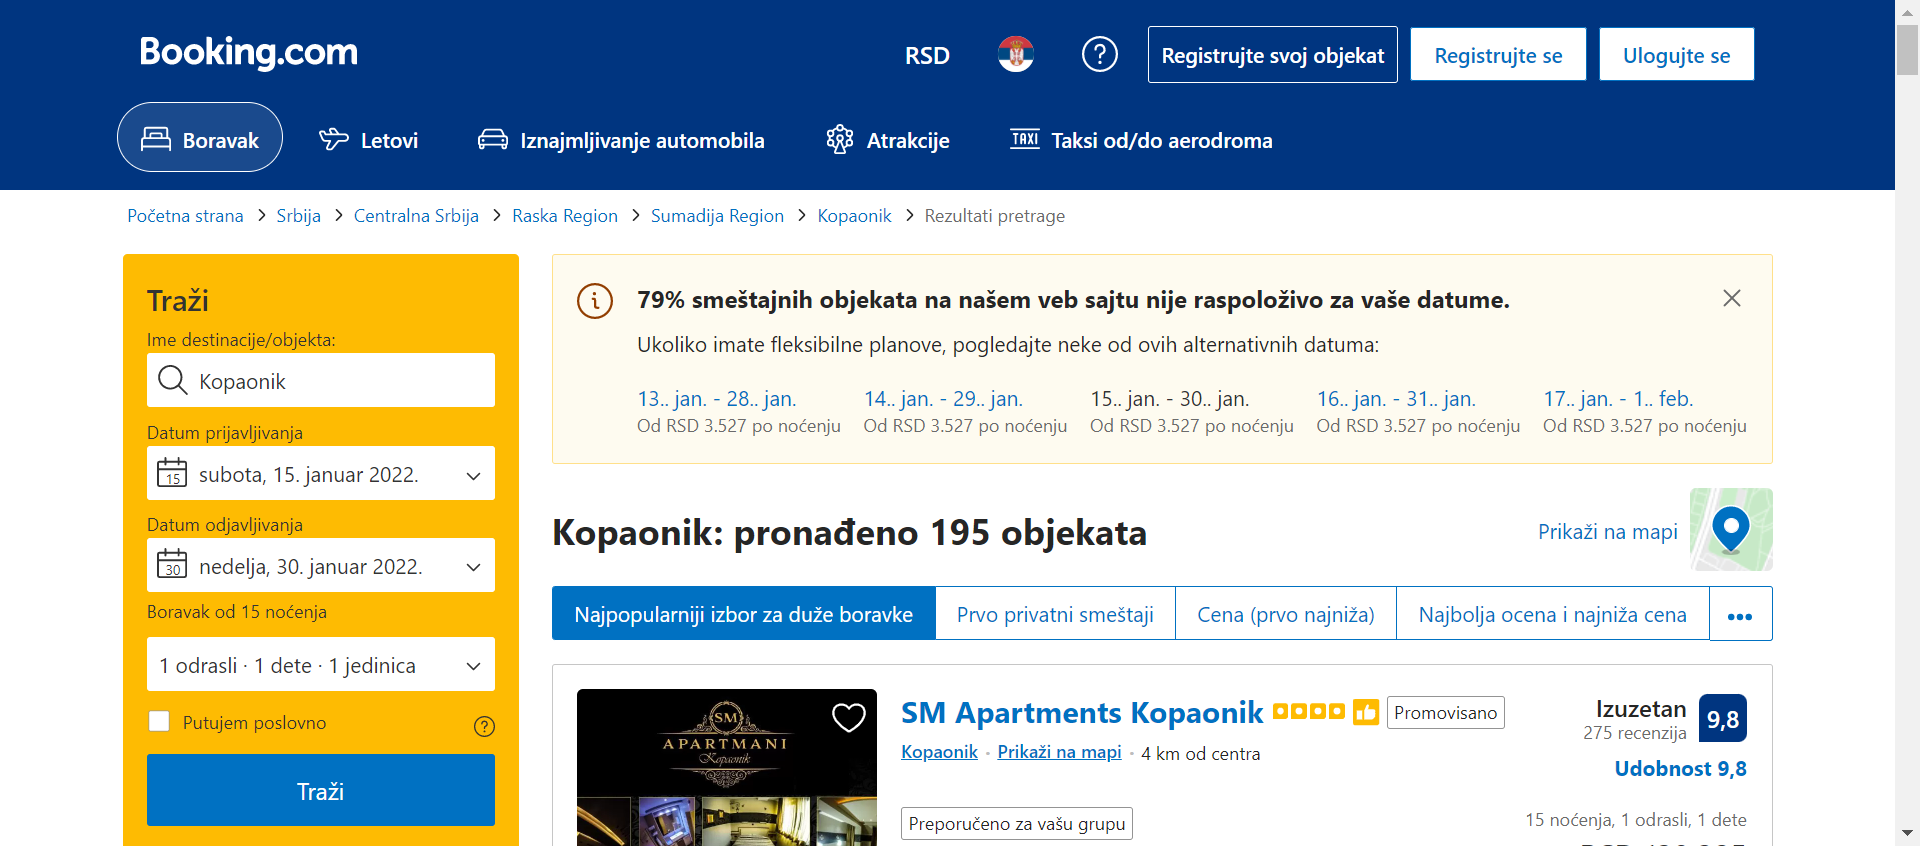 Booking.com
RSD
Registrujte svoj objekat
Registrujte se
Ulogujte se
Boravak
Letovi
Iznajmljivanje automobila
Atrakcije
TAXI Taksi od/do aerodroma
Početna strana > Srbija > Centralna Srbija > Raska Region > Sumadija Region > Kopaonik > Rezultati pretrage
Traži
Ime destinacije/objekta:
Kopaonik
Datum prijavljivanja
15 subota, 15. januar 2022.
Datum odjavljivanja
30 nedelja, 30. januar 2022.
Boravak od 15 noćenja
1 odrasli · 1 dete · 1 jedinica
Putujem poslovno
Traži
79% smeštajnih objekata na našem veb sajtu nije raspoloživo za vaše datume.
Ukoliko imate fleksibilne planove, pogledajte neke od ovih alternativnih datuma:
13.. jan. - 28.. jan.
Od RSD 3.527 po noćenju
14.. jan. - 29.. jan.
Od RSD 3.527 po noćenju
15.. jan. - 30.. jan.
Od RSD 3.527 po noćenju
16.. jan. - 31.. jan.
Od RSD 3.527 po noćenju
17.. jan. - 1.. feb.
Od RSD 3.527 po noćenju
Kopaonik: pronađeno 195 objekata
Prikaži na mapi
Najpopularniji izbor za duže boravke
Prvo privatni smeštaji
Cena (prvo najniža)
Najbolja ocena i najniža cena
SM
APARTMANI
Kopaonik
SM Apartments Kopaonik
Promovisano
Kopaonik · Prikaži na mapi · 4 km od centra
Preporučeno za vašu grupu
Izuzetan
9,8
275 recenzija
Udobnost 9,8
15 noćenja, 1 odrasli, 1 dete